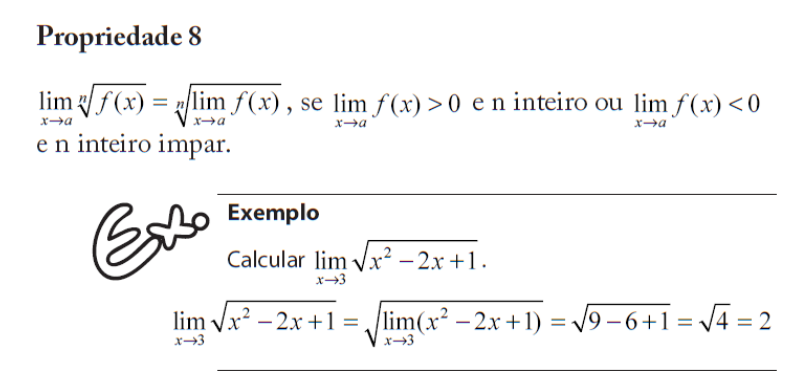 Propriedade 8
lim x→a ⁿ√f(x) = ⁿ√lim x→a f(x) , se lim x→a f(x) > 0 e n inteiro ou lim x→a f(x) < 0
e n inteiro impar.
Exemplo
Calcular lim x→3 √x² – 2x + 1 .
lim x→3 √x² – 2x + 1 = √lim x→3 (x² – 2x + 1) = √9 – 6 + 1 = √4 = 2